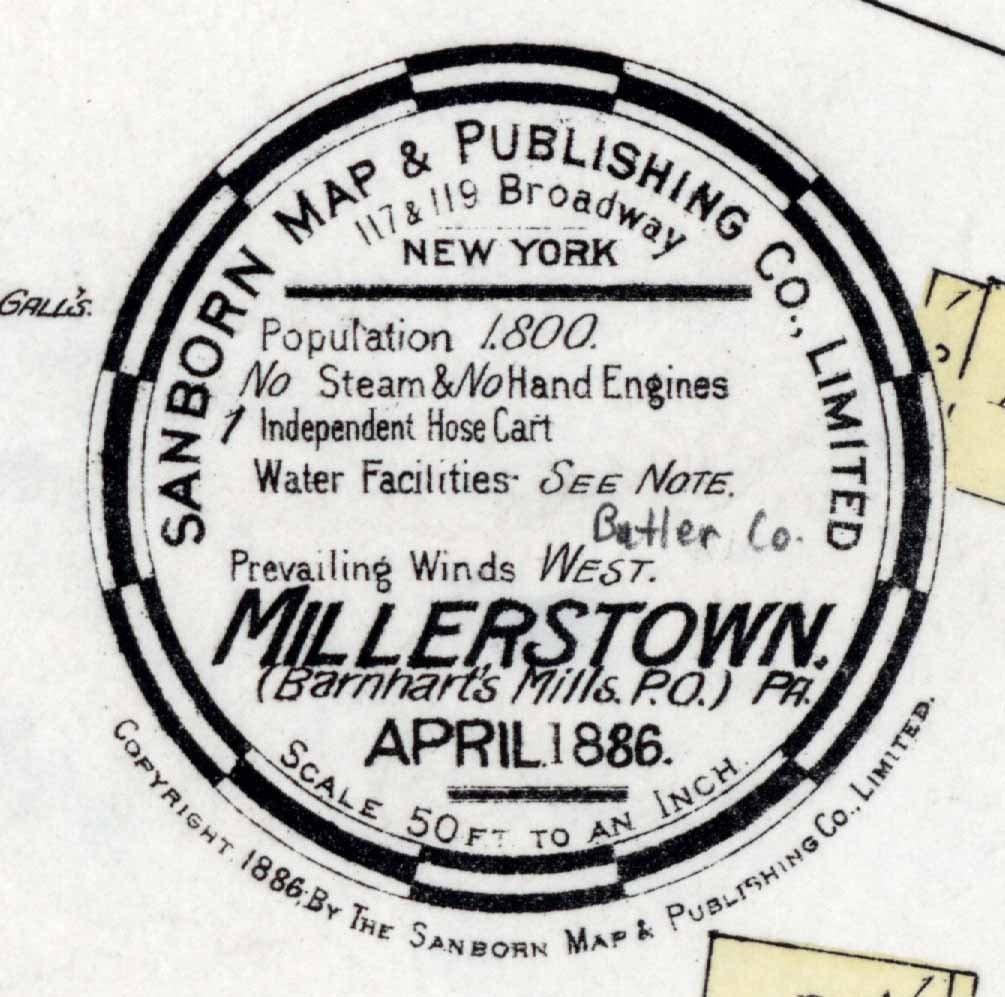 SANBORN MAP & PUBLISHING CO., LIMITED
117 & 119 Broadway
NEW YORK
GALL'S.
Population 1.800.
No Steam & No Hand Engines
1 Independent Hose Cart
Water Facilities SEE NOTE.
Butler Co.
Prevailing Winds WEST.
MILLERSTOWN.
(Barnhart's Mills. P.O.) PA.
APRIL. 1886.
SCALE 50 FT TO AN INCH.
COPYRIGHT 1886, BY THE SANBORN MAP & PUBLISHING CO., LIMITED.